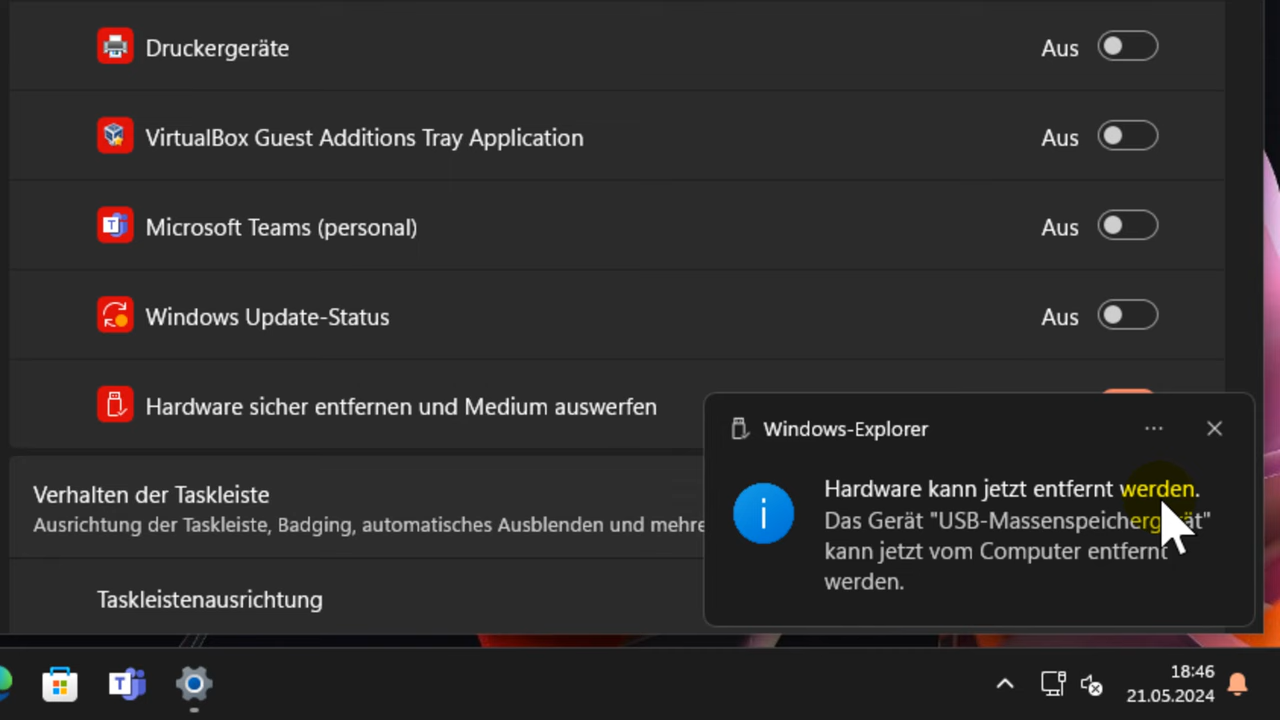 Druckergeräte
Aus
VirtualBox Guest Additions Tray Application
Aus
Microsoft Teams (personal)
Aus
Windows Update-Status
Aus
Hardware sicher entfernen und Medium auswerfen
Verhalten der Taskleiste
Ausrichtung der Taskleiste, Badging, automatisches Ausblenden und mehre
Taskleistenausrichtung
Windows-Explorer
Hardware kann jetzt entfernt werden.
Das Gerät "USB-Massenspeichergerät"
kann jetzt vom Computer entfernt
werden.
18:46
21.05.2024